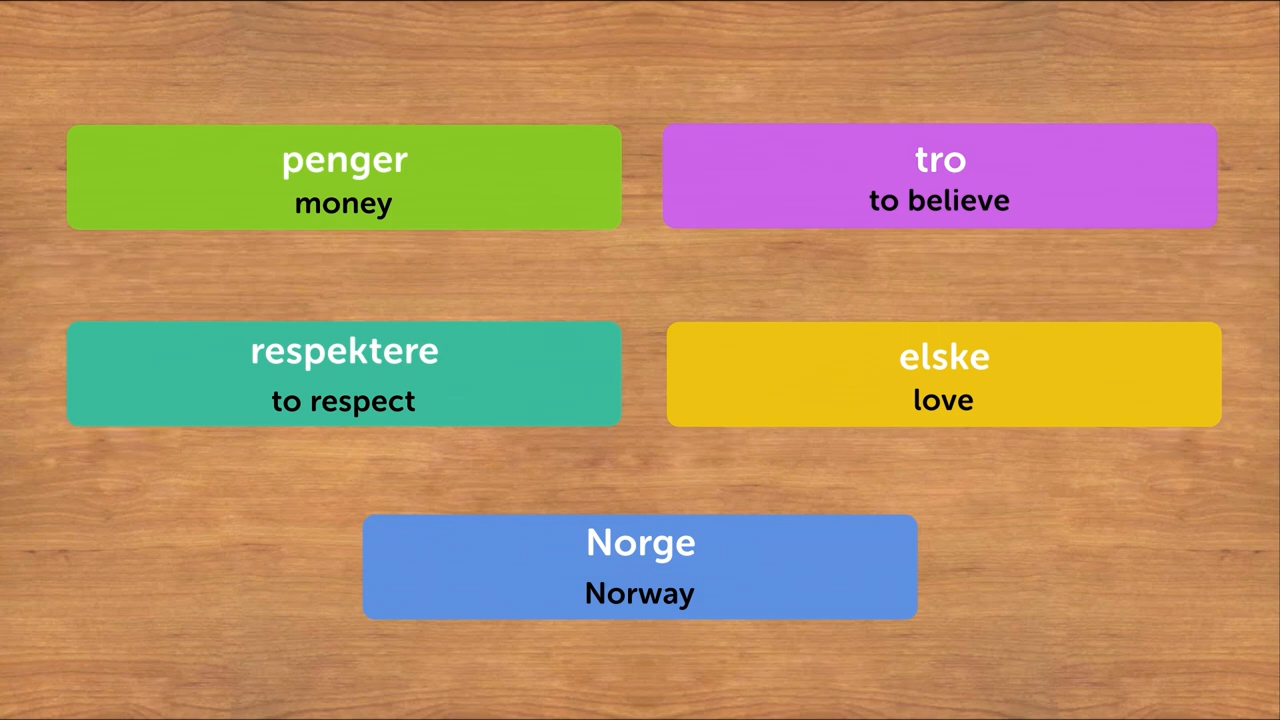 penger
money
tro
to believe
respektere
to respect
elske
love
Norge
Norway